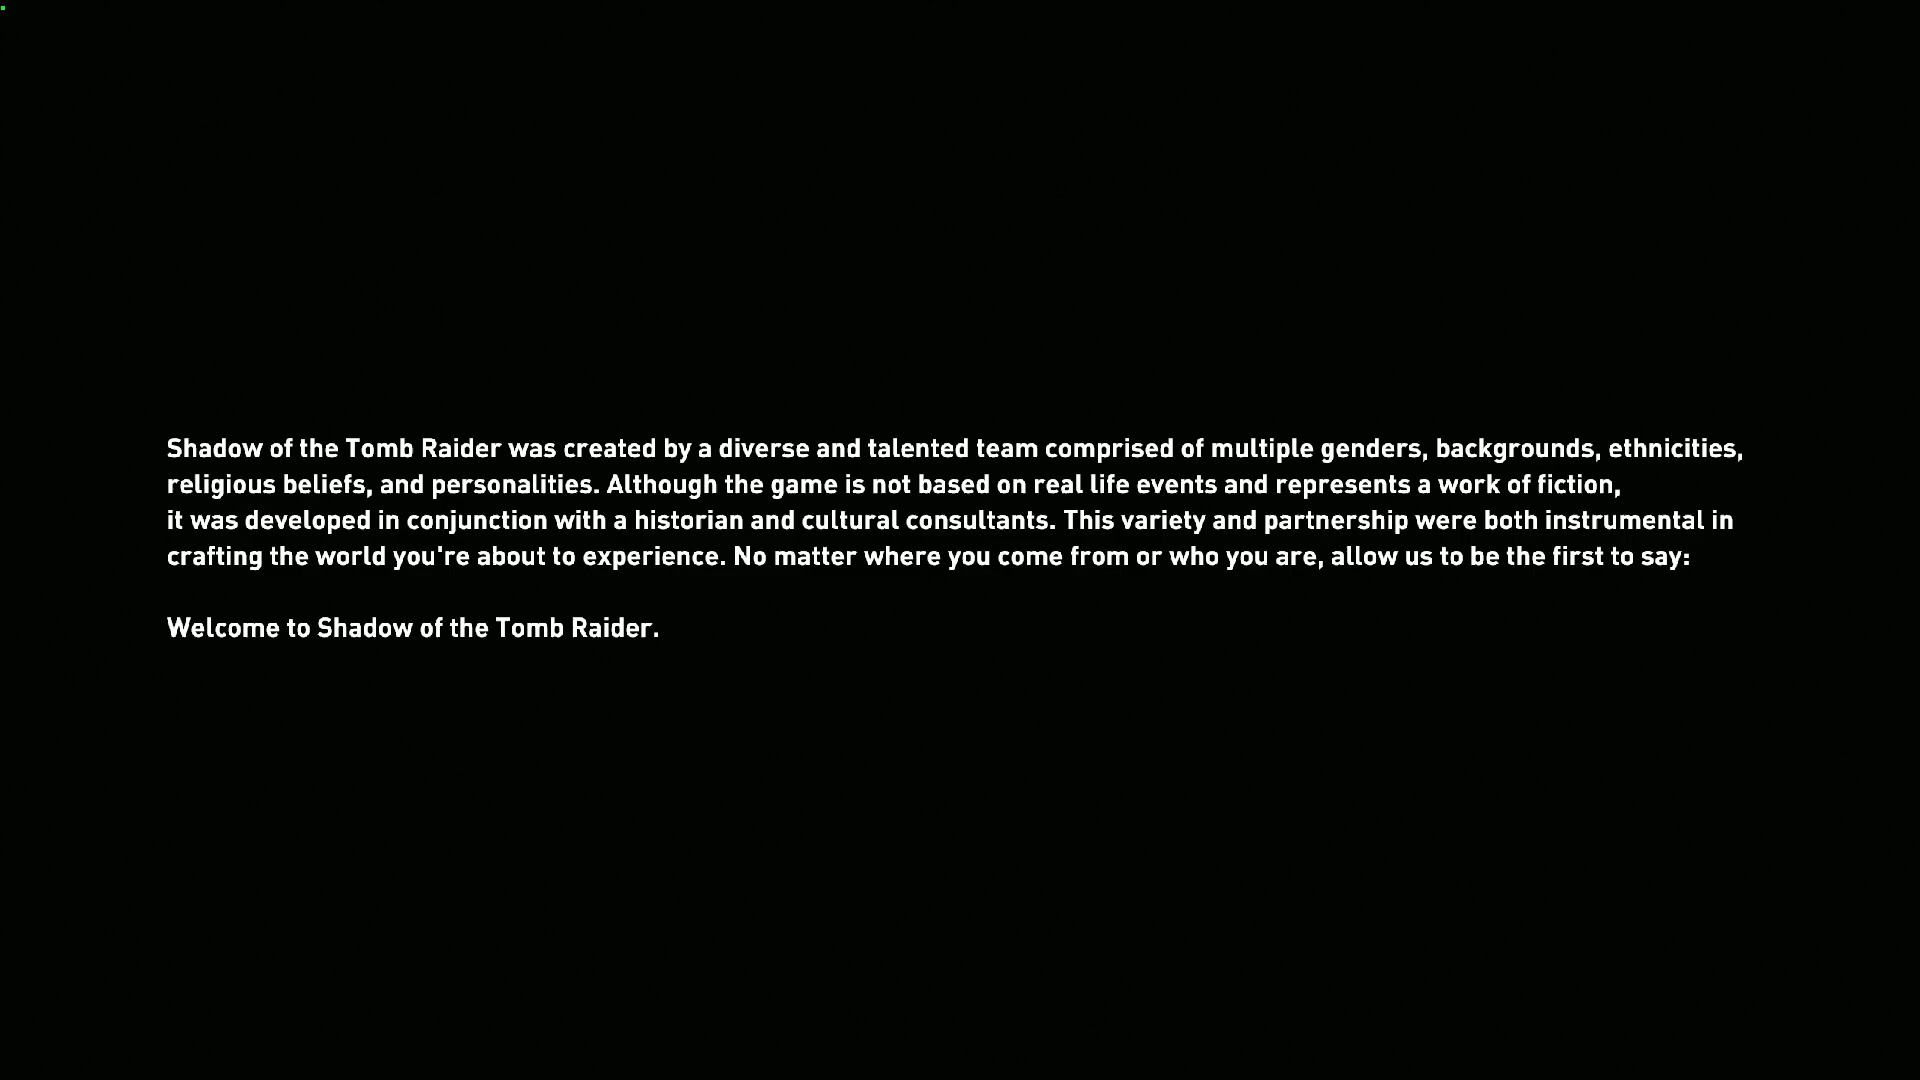 Shadow of the Tomb Raider was created by a diverse and talented team comprised of multiple genders, backgrounds, ethnicities,
religious beliefs, and personalities. Although the game is not based on real life events and represents a work of fiction,
it was developed in conjunction with a historian and cultural consultants. This variety and partnership were both instrumental in
crafting the world you're about to experience. No matter where you come from or who you are, allow us to be the first to say:
Welcome to Shadow of the Tomb Raider.